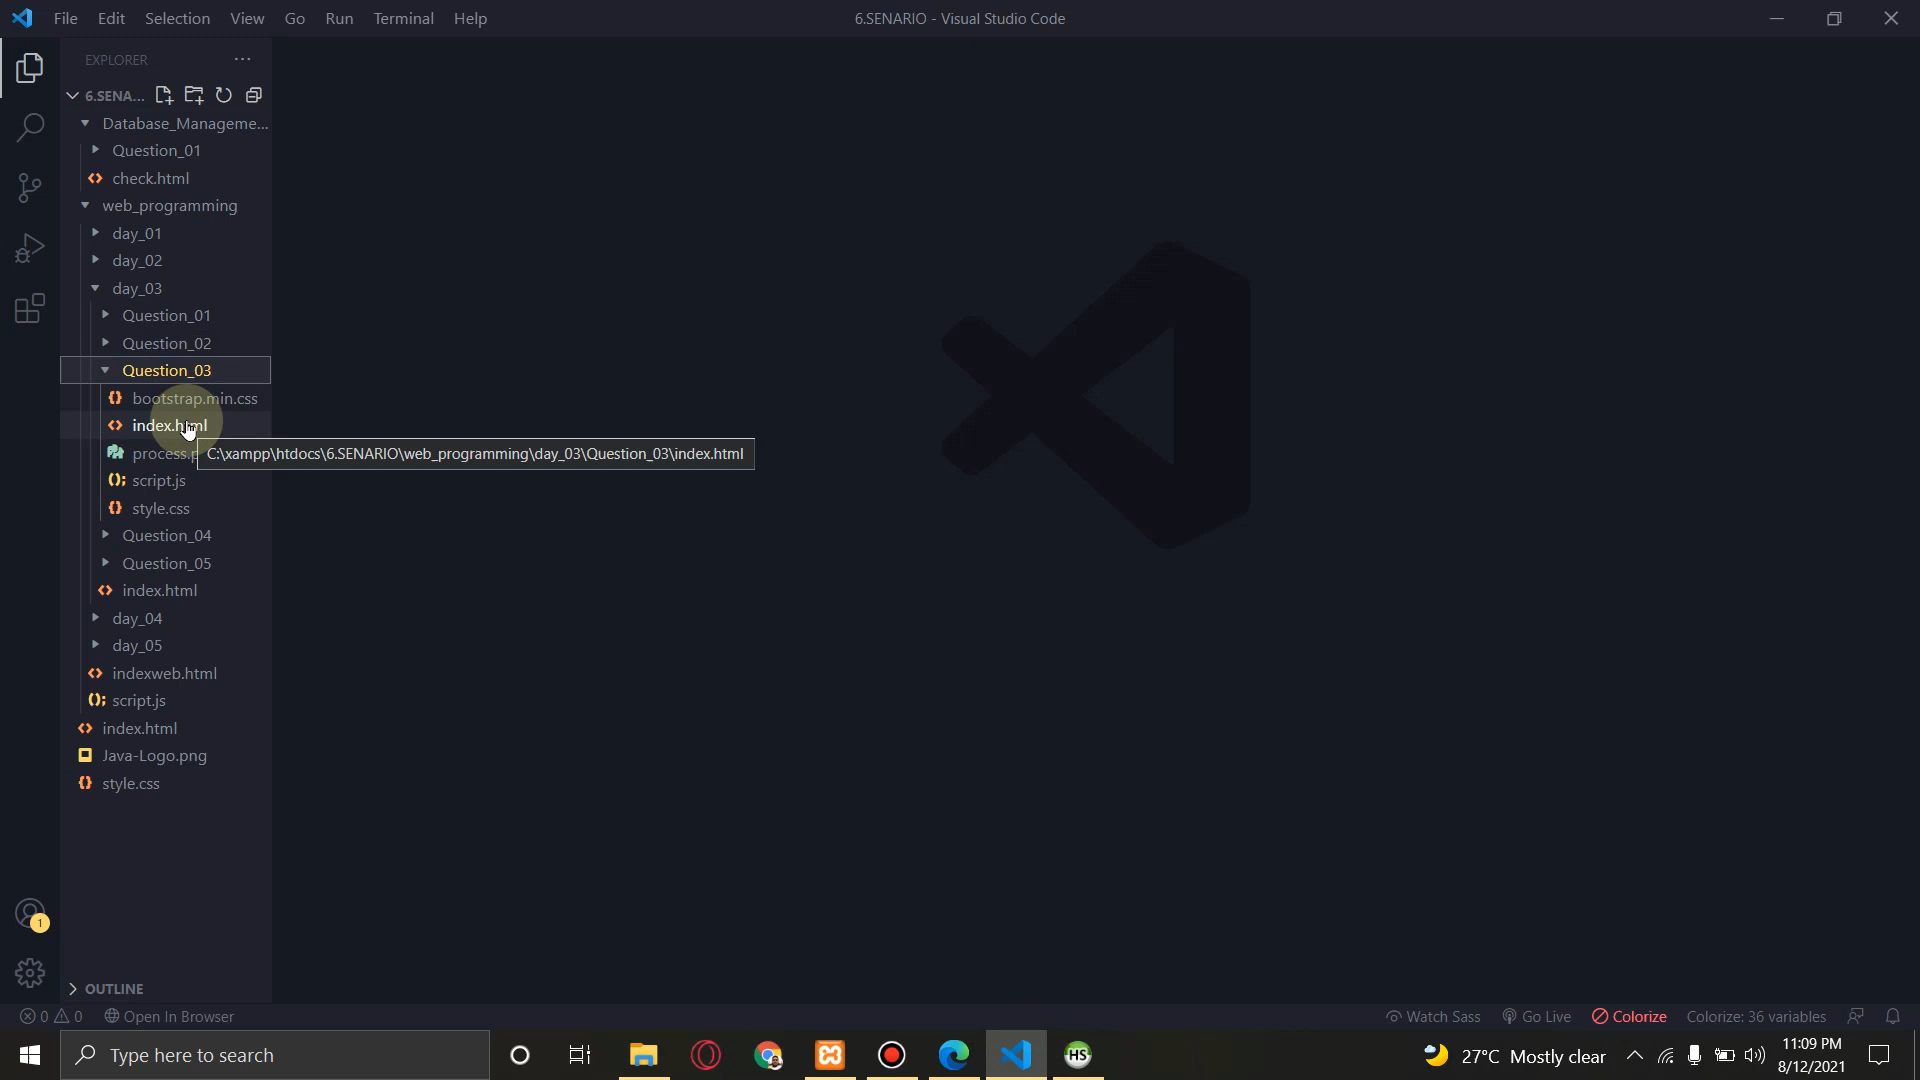 File Edit Selection View Go Run Terminal Help
6.SENARIO - Visual Studio Code
EXPLORER
6.SENA...
Database_Manageme...
Question_01
check.html
web_programming
day_01
day_02
day_03
Question_01
Question_02
Question_03
bootstrap.min.css
index.html
process.p
C:\xampp\htdocs\6.SENARIO\web_programming\day_03\Question_03\index.html
script.js
style.css
Question_04
Question_05
index.html
day_04
day_05
indexweb.html
script.js
index.html
Java-Logo.png
style.css
1
OUTLINE
0 0 Open In Browser
Watch Sass Go Live Colorize Colorize: 36 variables
Type here to search
HS
27°C Mostly clear
11:09 PM
8/12/2021